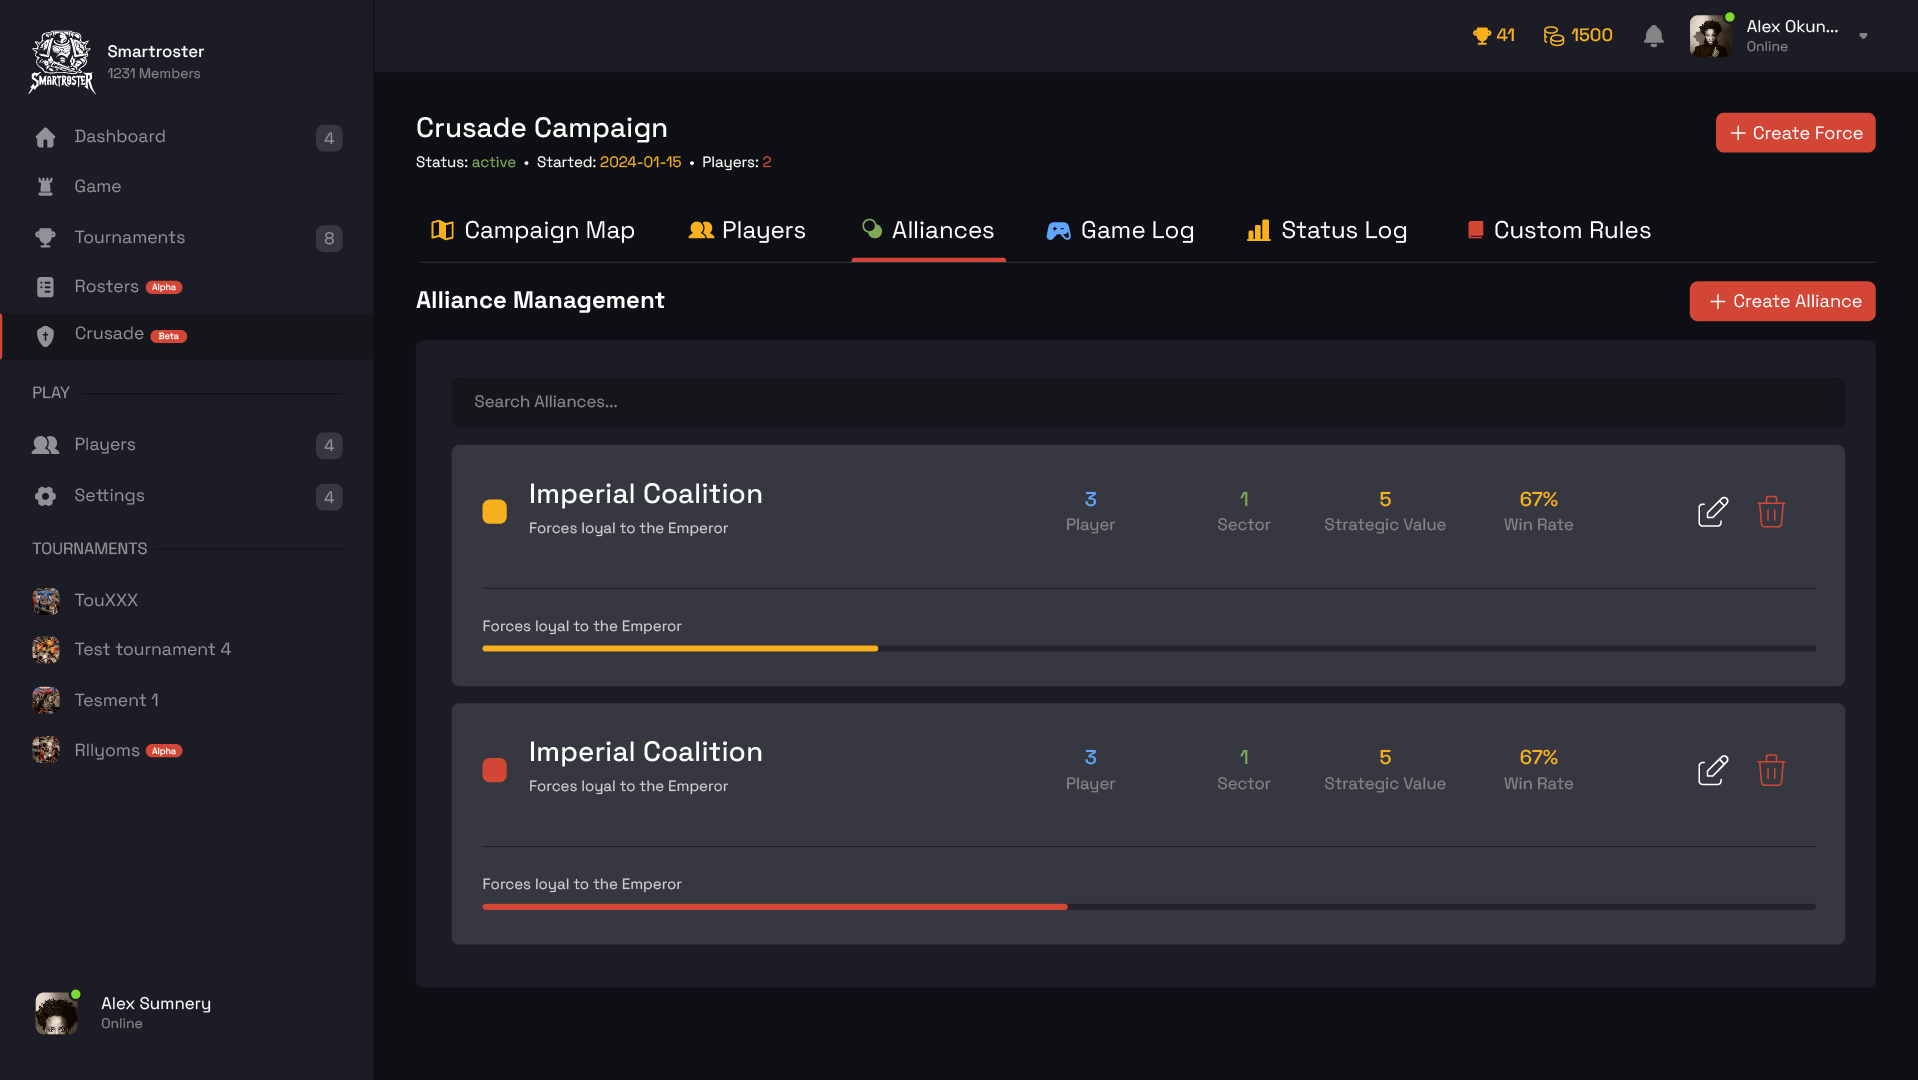 SMARTROSTER
Smartroster
1231 Members
Dashboard 4
Game
Tournaments 8
Rosters Alpha
Crusade Beta
PLAY
Players 4
Settings 4
TOURNAMENTS
TouXXX
Test tournament 4
Tesment 1
Rllyoms Alpha
Alex Sumnery
Online
41 1500
Alex Okun...
Online
Crusade Campaign
Status: active • Started: 2024-01-15 • Players: 2
+ Create Force
Campaign Map Players Alliances Game Log Status Log Custom Rules
Alliance Management
+ Create Alliance
Search Alliances...
Imperial Coalition
Forces loyal to the Emperor
3 1 5 67%
Player Sector Strategic Value Win Rate
Forces loyal to the Emperor
Imperial Coalition
Forces loyal to the Emperor
3 1 5 67%
Player Sector Strategic Value Win Rate
Forces loyal to the Emperor